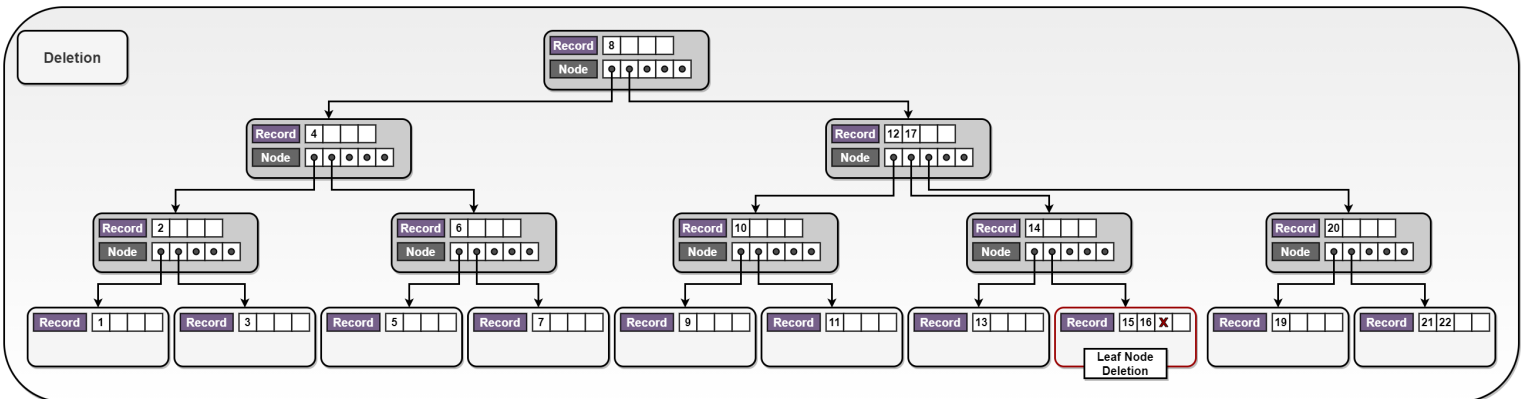 Deletion
Record 8
Node
Record 4
Node
Record 12 17
Node
Record 2
Node
Record 6
Node
Record 10
Node
Record 14
Node
Record 20
Node
Record 1
Record 3
Record 5
Record 7
Record 9
Record 11
Record 13
Record 15 16 X
Record 19
Record 21 22
Leaf Node
Deletion